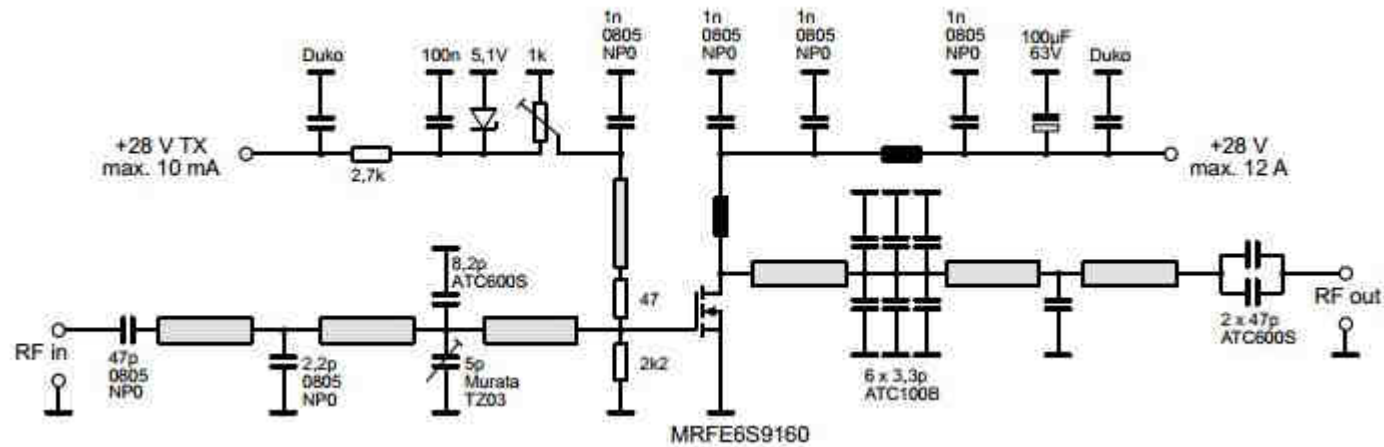 1n
0805
NP0
1n
0805
NP0
1n
0805
NP0
1n
0805
NP0
100µF
63V
Duko
100n
5,1V
1k
Duko
+28 V TX
max. 10 mA
2,7k
+28 V
max. 12 A
8,2p
ATC600S
47
RF in
47p
0805
NP0
2,2p
0805
NP0
5p
Murata
TZ03
2k2
6 x 3,3p
ATC100B
2 x 47p
ATC600S
RF out
MRFE6S9160